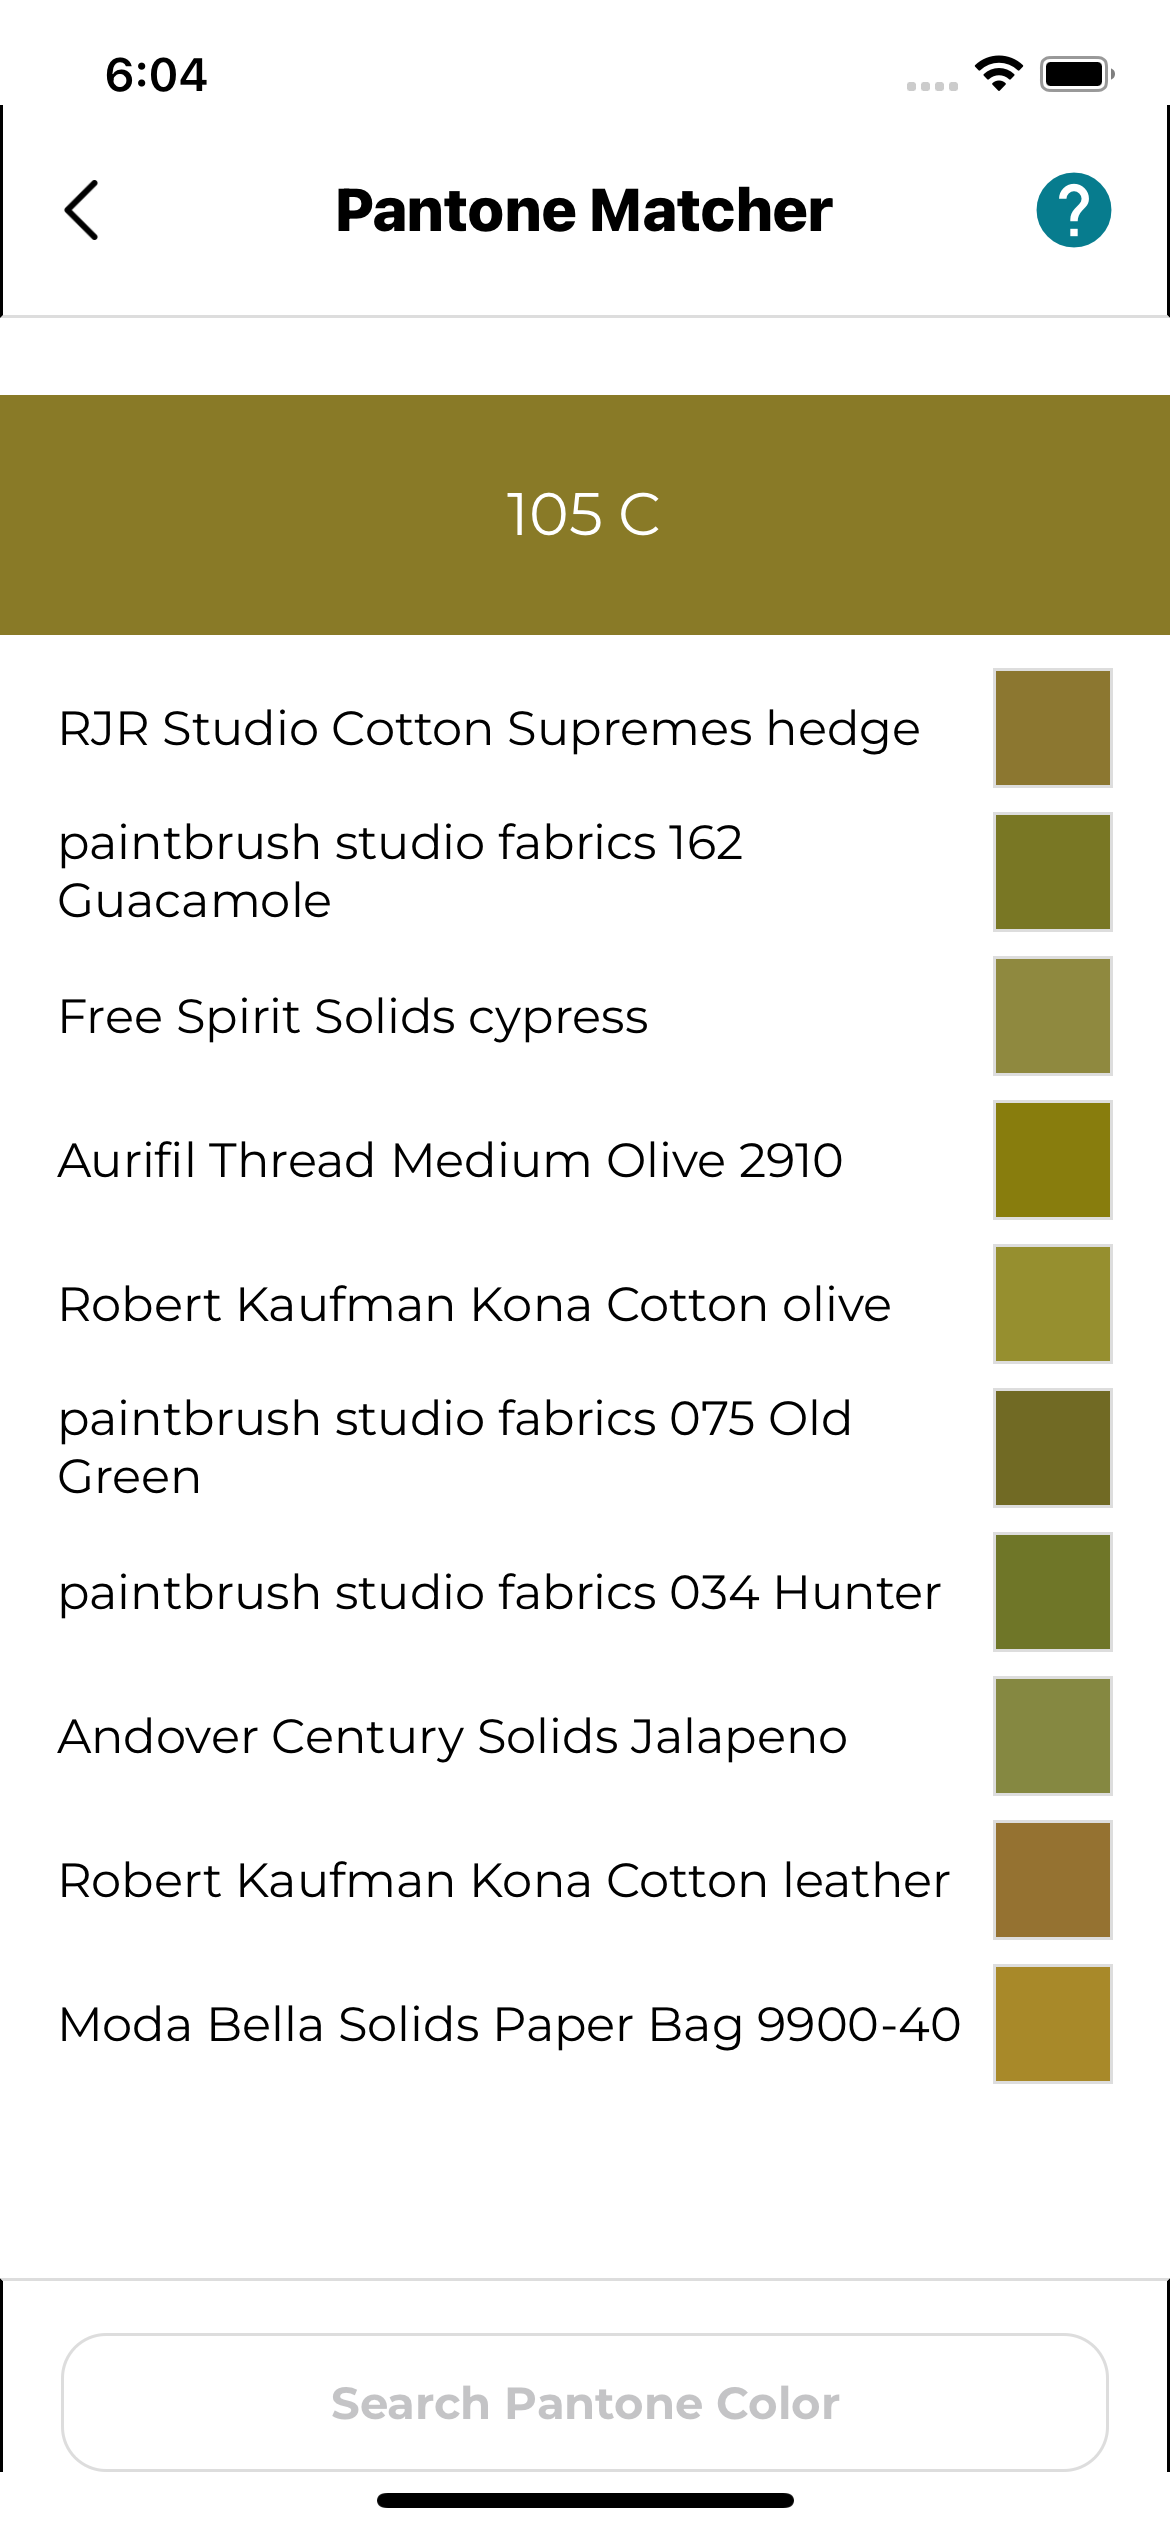 6:04
Pantone Matcher
?
105 C
RJR Studio Cotton Supremes hedge
paintbrush studio fabrics 162
Guacamole
Free Spirit Solids cypress
Aurifil Thread Medium Olive 2910
Robert Kaufman Kona Cotton olive
paintbrush studio fabrics 075 Old
Green
paintbrush studio fabrics 034 Hunter
Andover Century Solids Jalapeno
Robert Kaufman Kona Cotton leather
Moda Bella Solids Paper Bag 9900-40
Search Pantone Color